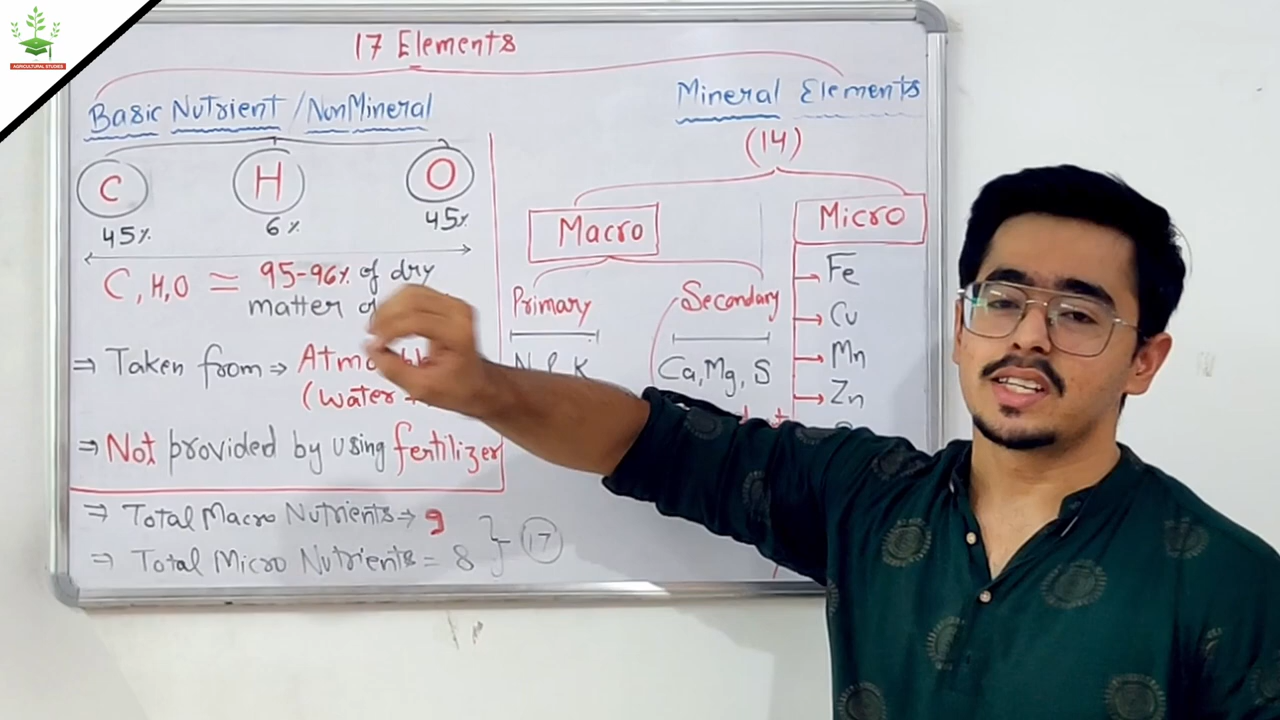 AGRICULTURAL STUDIES
17 Elements
Basic Nutrient / NonMineral
C H O
45% 6% 45%
C, H, O = 95-96% of dry
matter
⇒ Taken from ⇒
(water
⇒ Not provided by using fertilizer
⇒ Total Macro Nutrients → 9
⇒ Total Micro Nutrients = 8
17
Mineral Elements
(14)
Macro
Primary
N P K
Secondary
Ca, Mg, S
Micro
Fe
Cu
Mn
Zn